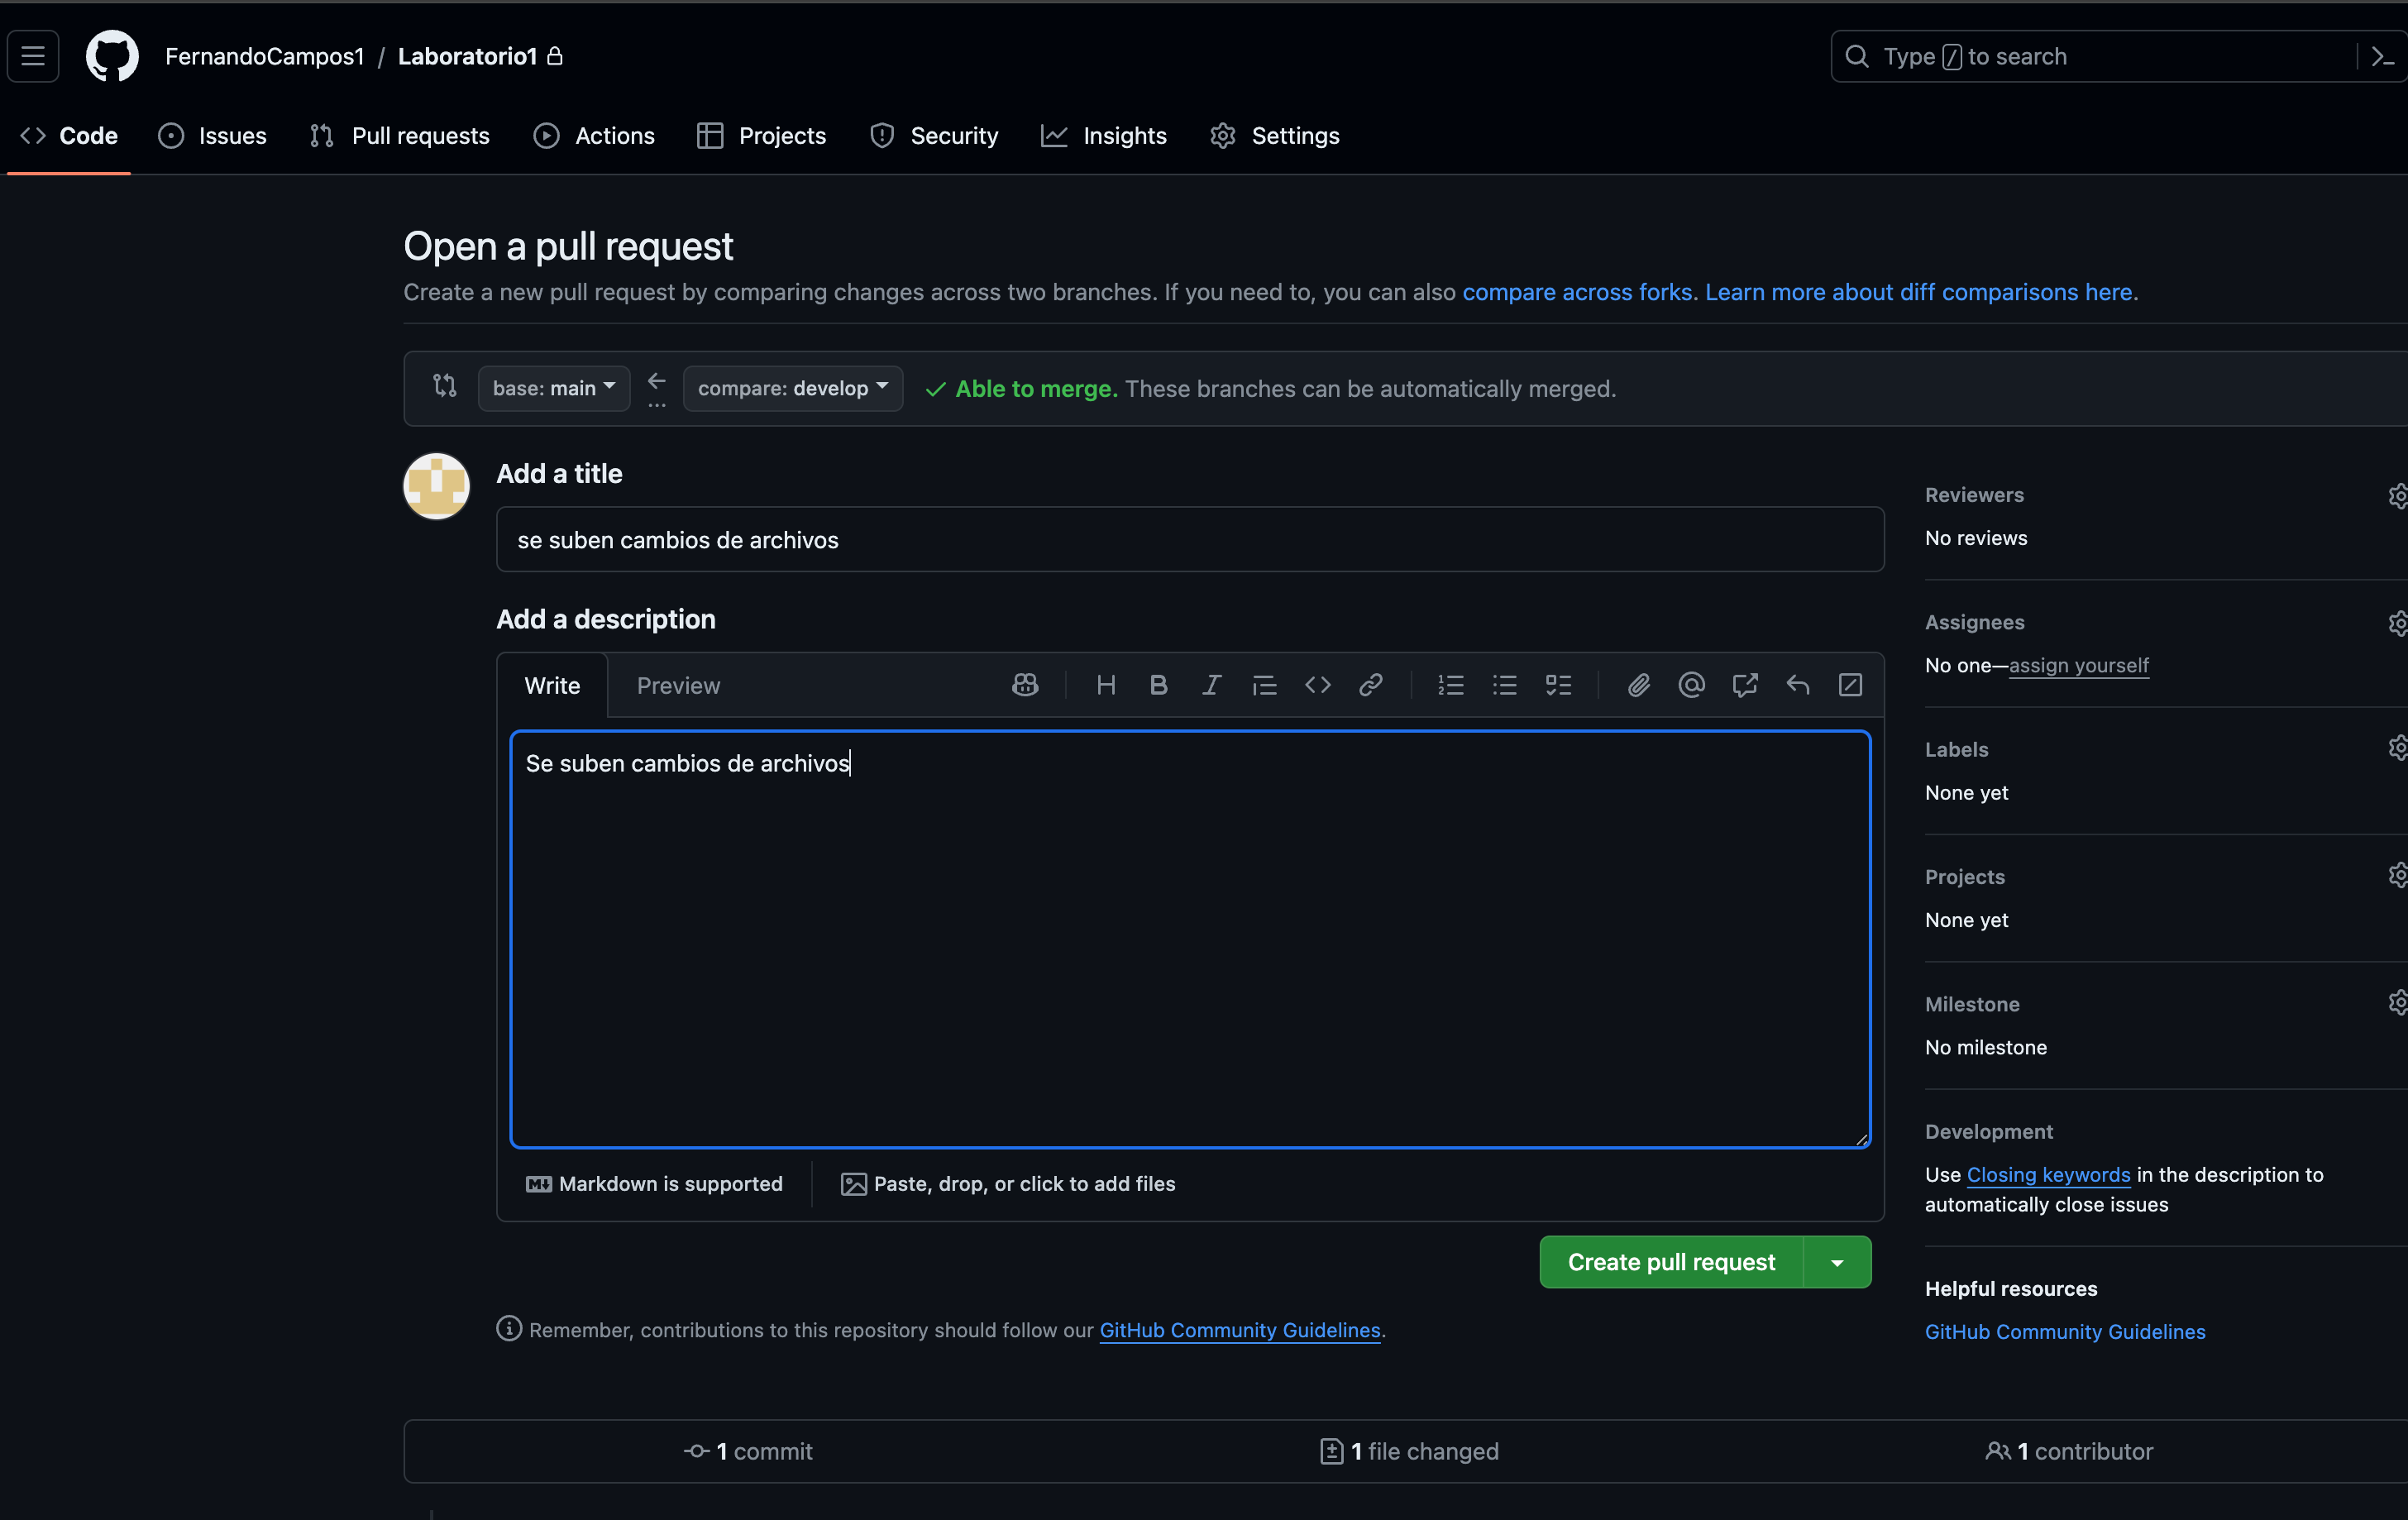 FernandoCampos1 / Laboratorio1
Type / to search
Code Issues Pull requests Actions Projects Security Insights Settings
Open a pull request
Create a new pull request by comparing changes across two branches. If you need to, you can also compare across forks. Learn more about diff comparisons here.
base: main ← ... compare: develop Able to merge. These branches can be automatically merged.
Add a title
se suben cambios de archivos
Add a description
Write Preview
Se suben cambios de archivos
Markdown is supported
Paste, drop, or click to add files
Create pull request
Remember, contributions to this repository should follow our GitHub Community Guidelines.
Reviewers
No reviews
Assignees
No one—assign yourself
Labels
None yet
Projects
None yet
Milestone
No milestone
Development
Use Closing keywords in the description to
automatically close issues
Helpful resources
GitHub Community Guidelines
1 commit
1 file changed
1 contributor